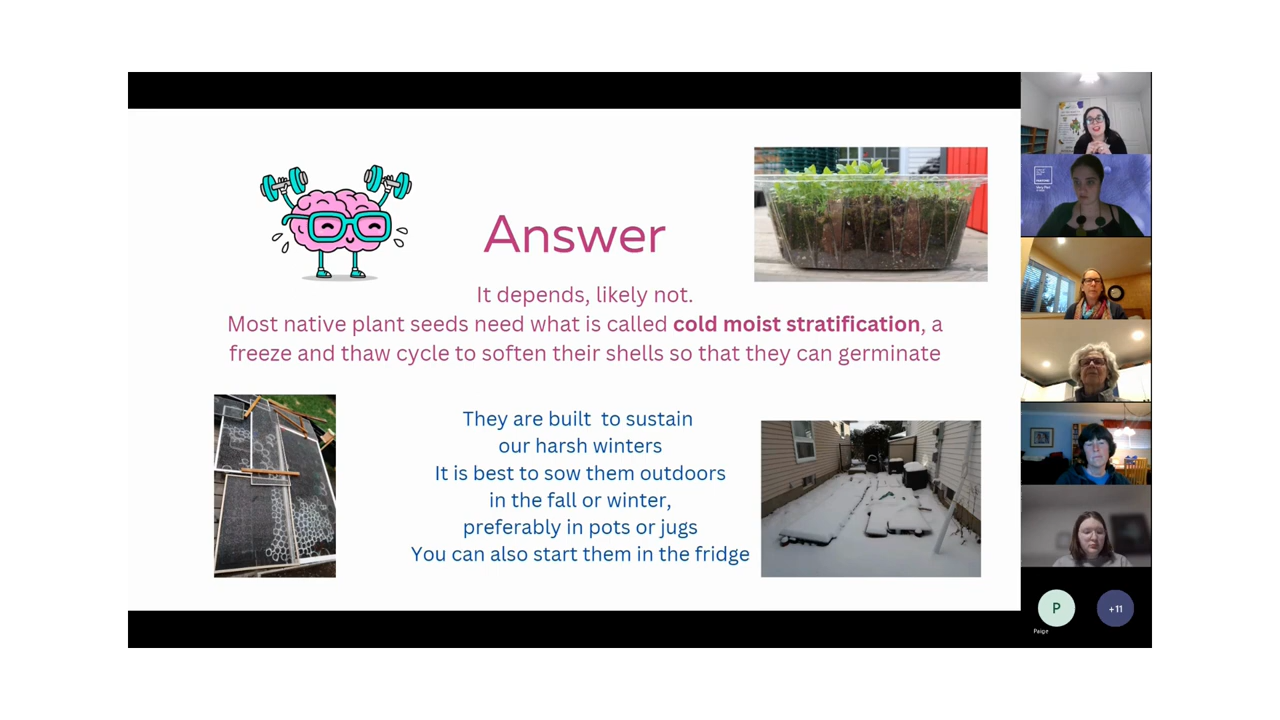 Answer
It depends, likely not.
Most native plant seeds need what is called cold moist stratification, a
freeze and thaw cycle to soften their shells so that they can germinate
They are built to sustain
our harsh winters
It is best to sow them outdoors
in the fall or winter,
preferably in pots or jugs
You can also start them in the fridge
P
+11
Paige